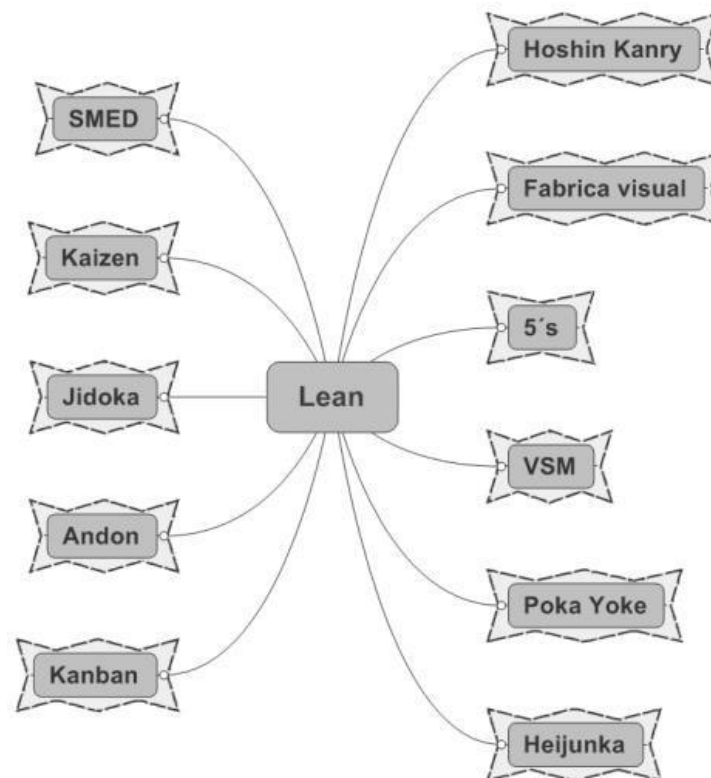 Hoshin Kanry
SMED
Fabrica visual
Kaizen
5´s
Jidoka
Lean
VSM
Andon
Poka Yoke
Kanban
Heijunka